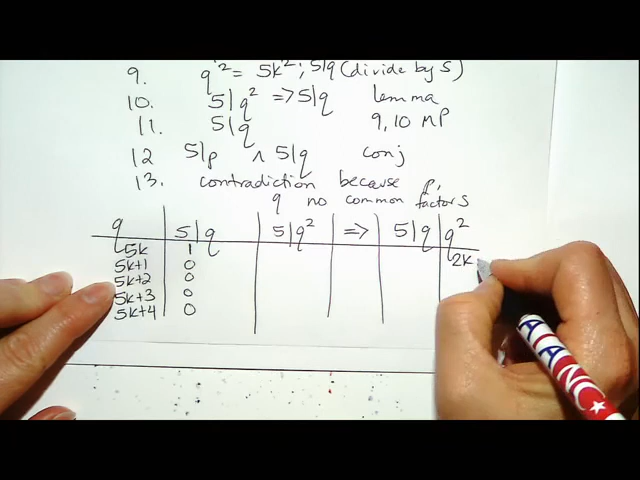 9. q² = 5k² ; 5|q (divide by 5)
10. 5|q² => 5|q lemma
11. 5|q 9, 10 MP
12 5|p ∧ 5|q conj
13. contradiction because p,
q no common factors
q 5|q 5|q² => 5|q q²
5k 1 2k
5k+1 0
5k+2 0
5k+3 0
5k+4 0